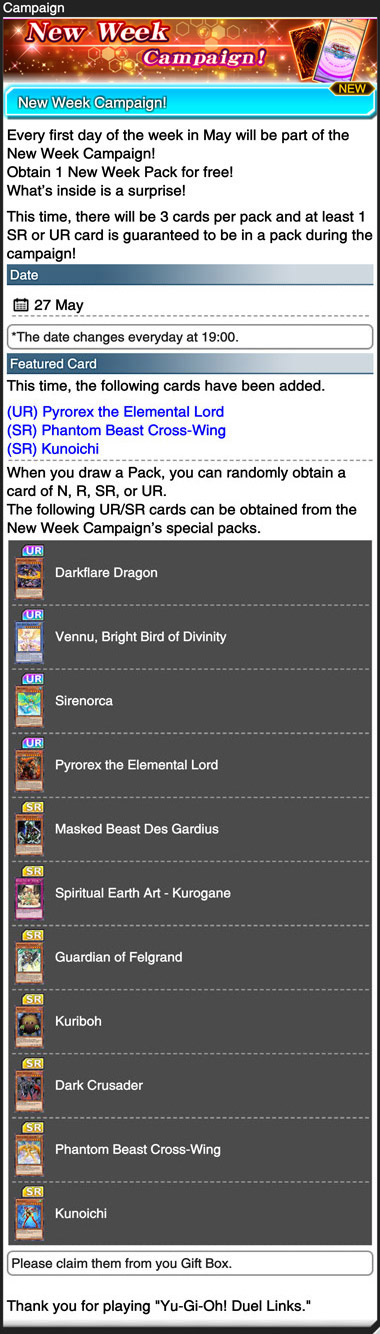 Campaign
New Week
Campaign!
NEW
New Week Campaign!
Every first day of the week in May will be part of the
New Week Campaign!
Obtain 1 New Week Pack for free!
What's inside is a surprise!
This time, there will be 3 cards per pack and at least 1
SR or UR card is guaranteed to be in a pack during the
campaign!
Date
27 May
*The date changes everyday at 19:00.
Featured Card
This time, the following cards have been added.
(UR) Pyrorex the Elemental Lord
(SR) Phantom Beast Cross-Wing
(SR) Kunoichi
When you draw a Pack, you can randomly obtain a
card of N, R, SR, or UR.
The following UR/SR cards can be obtained from the
New Week Campaign's special packs.
UR
Darkflare Dragon
UR
Vennu, Bright Bird of Divinity
UR
Sirenorca
UR
Pyrorex the Elemental Lord
SR
Masked Beast Des Gardius
SR
Spiritual Earth Art - Kurogane
SR
Guardian of Felgrand
SR
Kuriboh
SR
Dark Crusader
SR
Phantom Beast Cross-Wing
SR
Kunoichi
Please claim them from you Gift Box.
Thank you for playing "Yu-Gi-Oh! Duel Links."